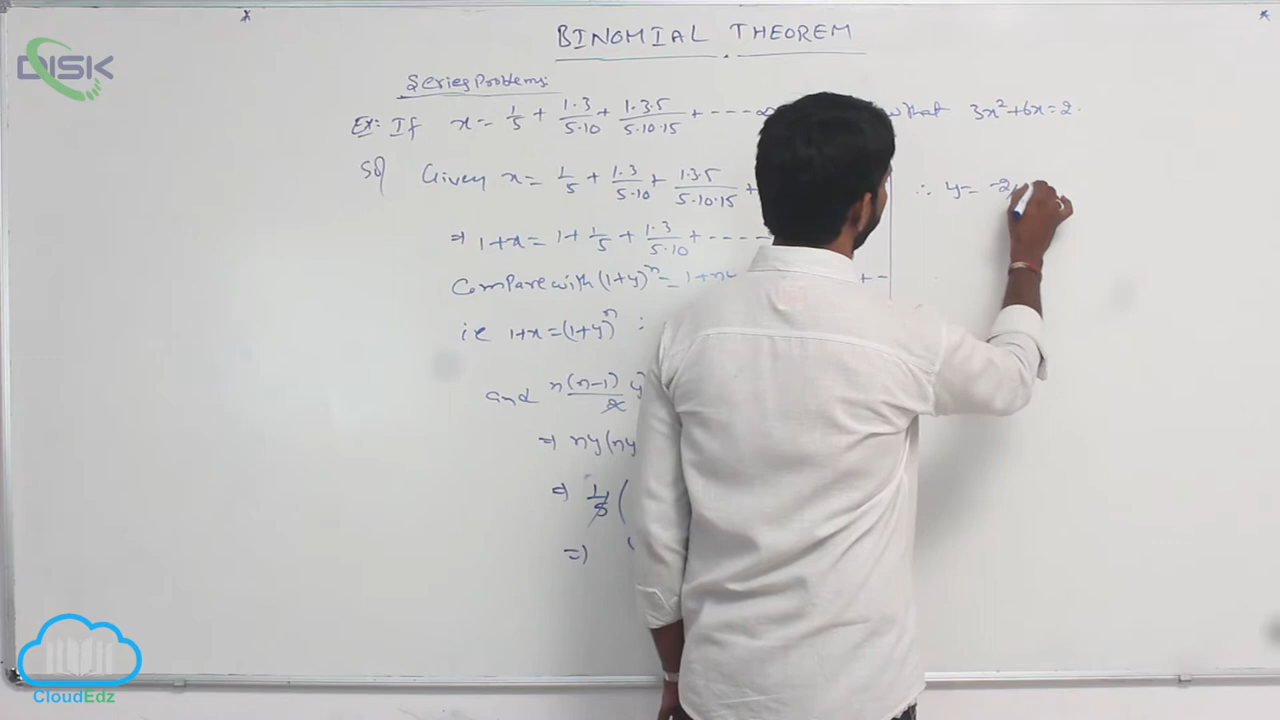 DISK
BINOMIAL THEOREM
Series Problems:
Ex:- If x = 1/5 + 1·3/5·10 + 1·3·5/5·10·15 + ---- ∞ that 3x² + 6x = 2.
Sol Given x = 1/5 + 1·3/5·10 + 1·3·5/5·10·15 +
∴ y = -2/
⇒ 1+x = 1 + 1/5 + 1·3/5·10 + ----
Compare with (1+y)ⁿ = 1 + ny + -
i.e 1+x = (1+y)ⁿ :
and n(n-1)/2 y
⇒ ny(ny
⇒ 1/5 (
⇒ (
CloudEdz